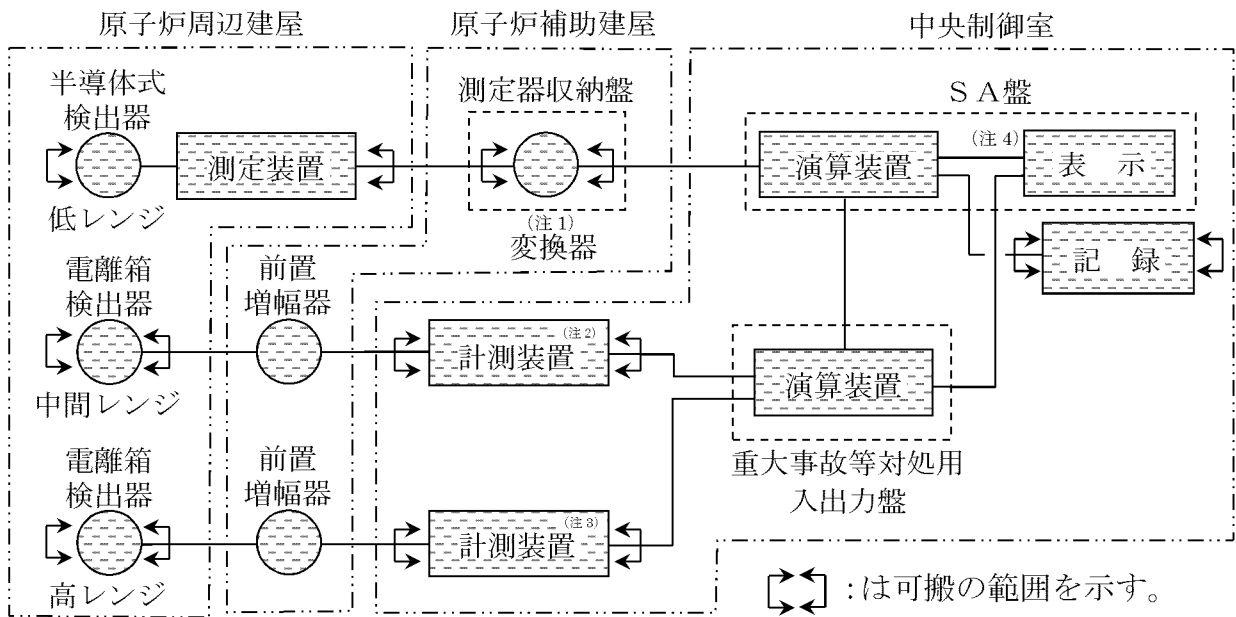 原子炉周辺建屋
原子炉補助建屋
中央制御室
半導体式
検出器
測定装置
低レンジ
測定器収納盤
(注1)
変換器
SA盤
演算装置
(注4)
表 示
記 録
電離箱
検出器
中間レンジ
前置
増幅器
(注2)
計測装置
演算装置
重大事故等対処用
入出力盤
電離箱
検出器
高レンジ
前置
増幅器
(注3)
計測装置
:は可搬の範囲を示す。